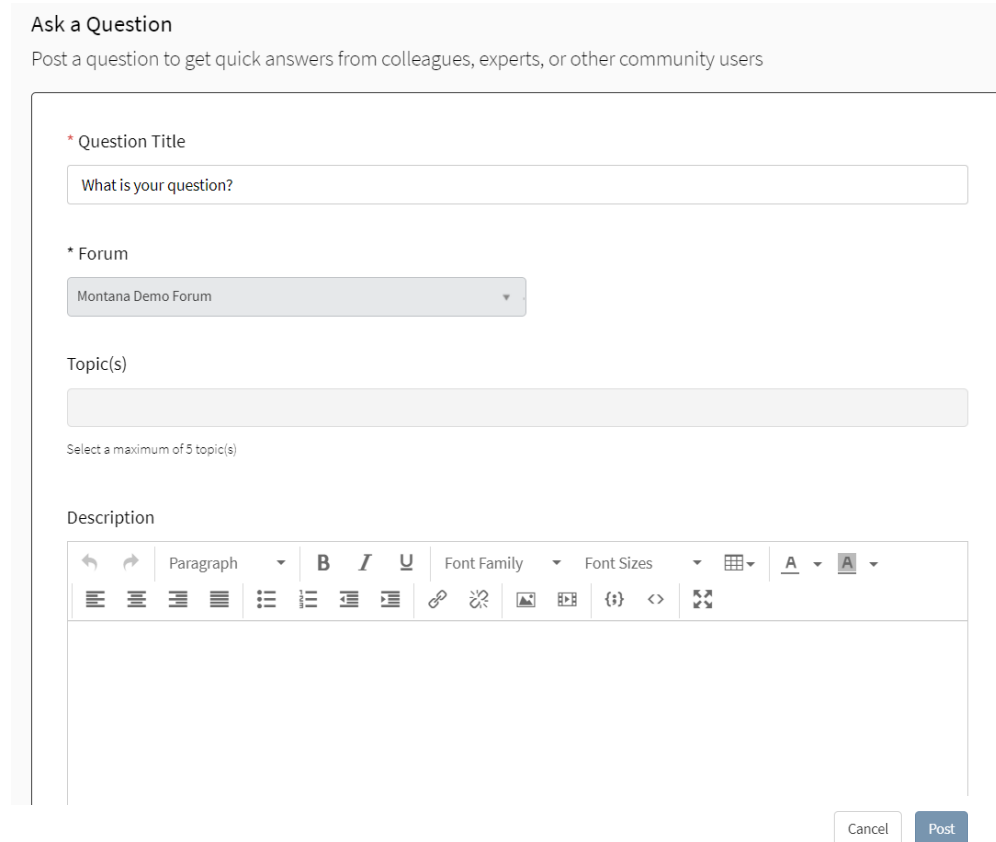 Ask a Question
Post a question to get quick answers from colleagues, experts, or other community users
* Question Title
What is your question?
* Forum
Montana Demo Forum
Topic(s)
Select a maximum of 5 topic(s)
Description
Paragraph B I U Font Family Font Sizes A A
Cancel Post